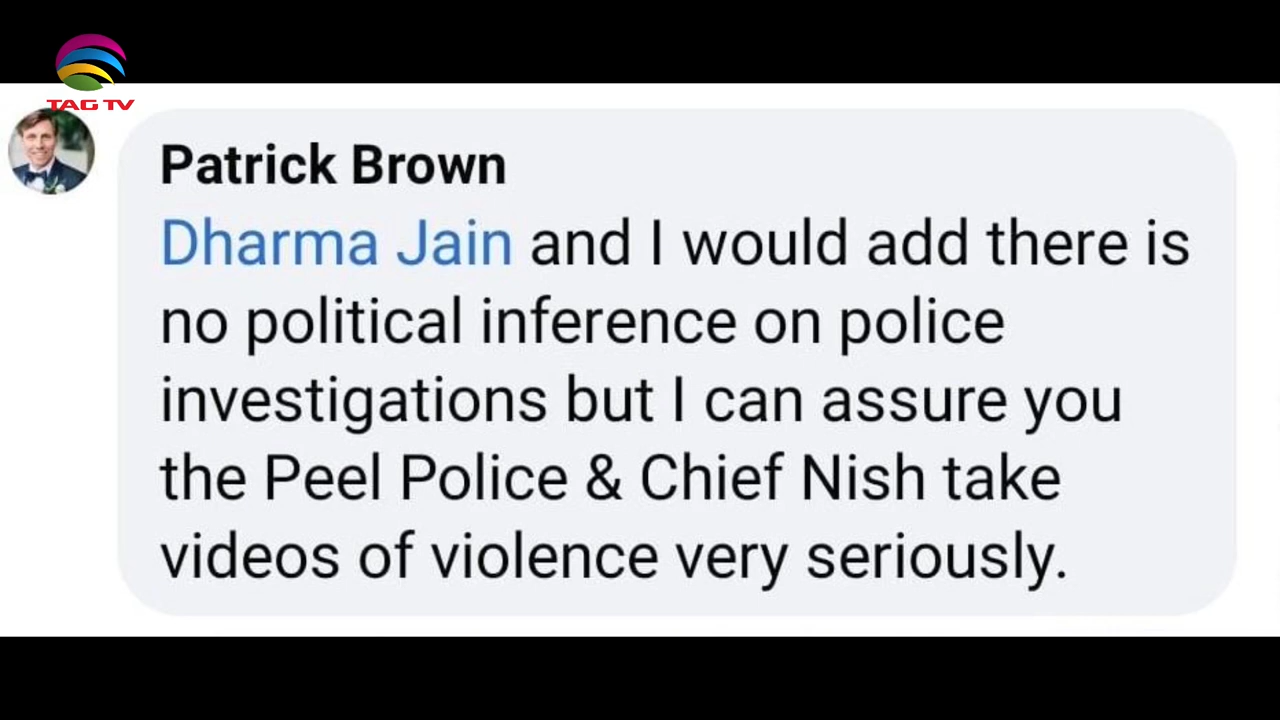 TAG TV
Patrick Brown
Dharma Jain and I would add there is
no political inference on police
investigations but I can assure you
the Peel Police & Chief Nish take
videos of violence very seriously.